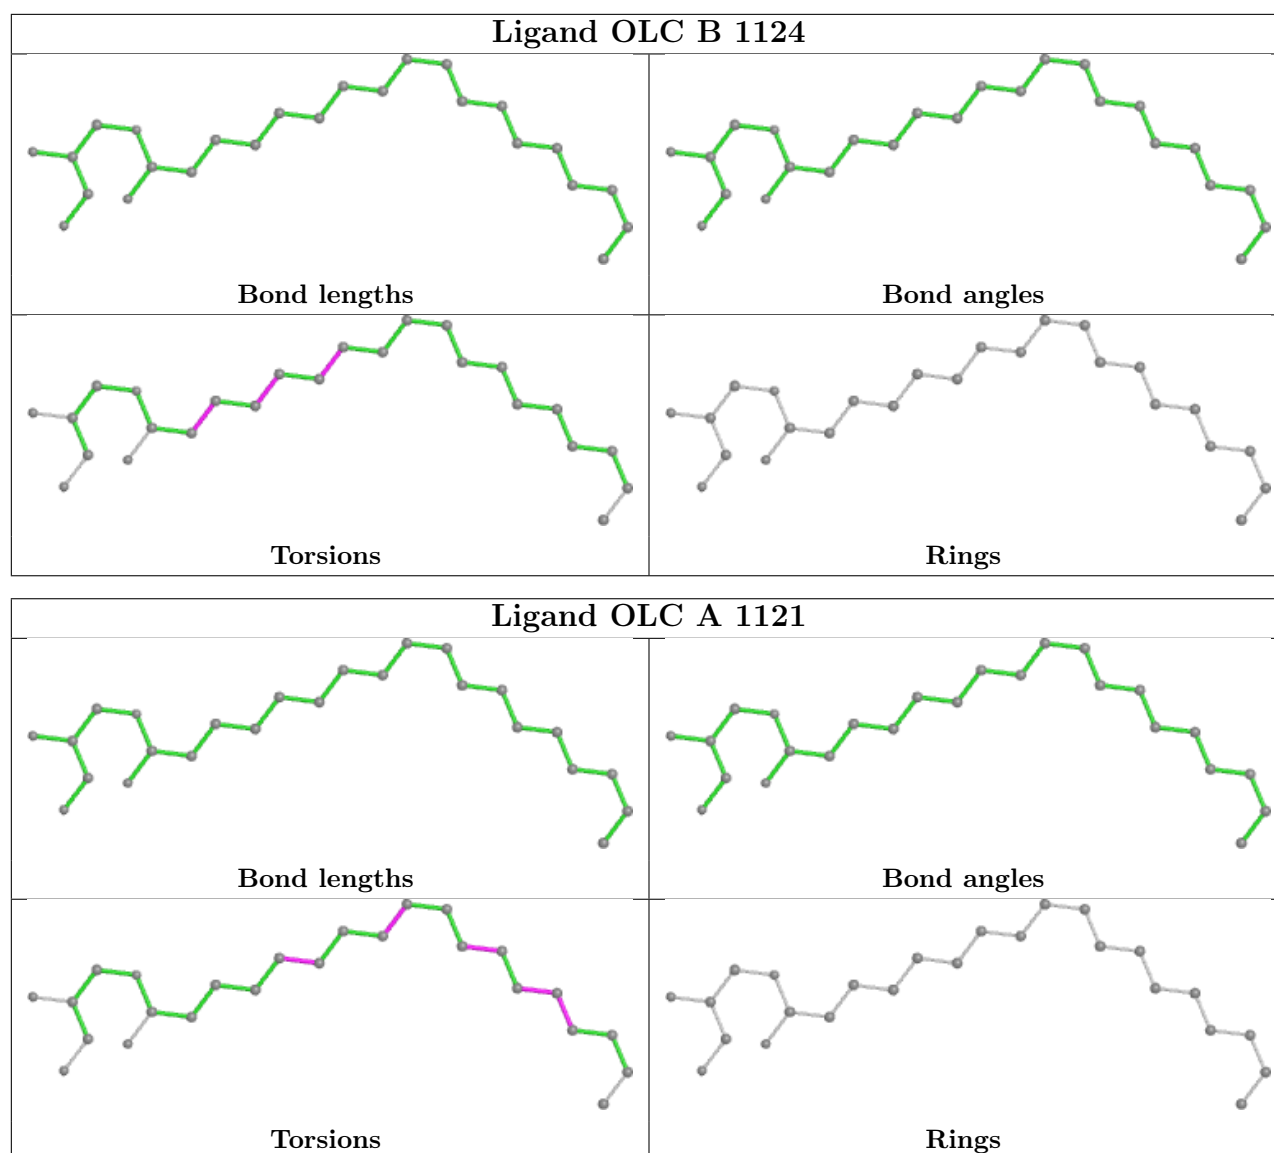 Ligand OLC B 1124
Bond lengths
Bond angles
Torsions
Rings
Ligand OLC A 1121
Bond lengths
Bond angles
Torsions
Rings